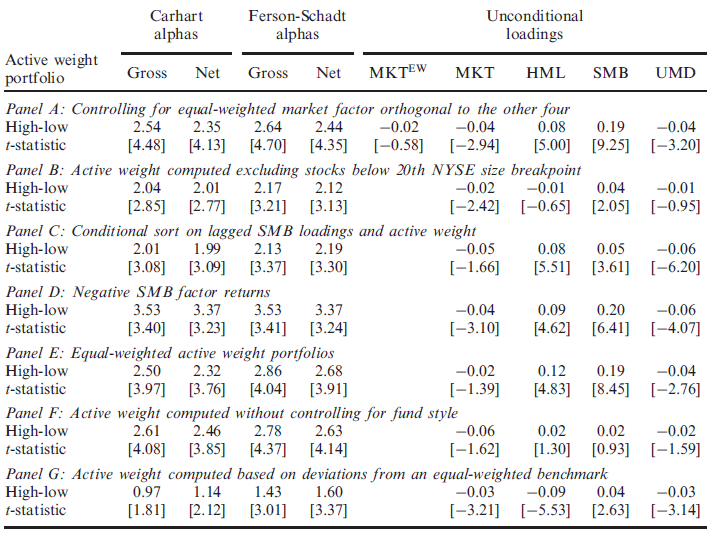 Carhart alphas Ferson-Schadt alphas Unconditional loadings
Active weight portfolio Gross Net Gross Net MKTEW MKT HML SMB UMD
Panel A: Controlling for equal-weighted market factor orthogonal to the other four
High-low 2.54 2.35 2.64 2.44 −0.02 −0.04 0.08 0.19 −0.04
t-statistic [4.48] [4.13] [4.70] [4.35] [−0.58] [−2.94] [5.00] [9.25] [−3.20]
Panel B: Active weight computed excluding stocks below 20th NYSE size breakpoint
High-low 2.04 2.01 2.17 2.12 −0.02 −0.01 0.04 −0.01
t-statistic [2.85] [2.77] [3.21] [3.13] [−2.42] [−0.65] [2.05] [−0.95]
Panel C: Conditional sort on lagged SMB loadings and active weight
High-low 2.01 1.99 2.13 2.19 −0.05 0.08 0.05 −0.06
t-statistic [3.08] [3.09] [3.37] [3.30] [−1.66] [5.51] [3.61] [−6.20]
Panel D: Negative SMB factor returns
High-low 3.53 3.37 3.53 3.37 −0.04 0.09 0.20 −0.06
t-statistic [3.40] [3.23] [3.41] [3.24] [−3.10] [4.62] [6.41] [−4.07]
Panel E: Equal-weighted active weight portfolios
High-low 2.50 2.32 2.86 2.68 −0.02 0.12 0.19 −0.04
t-statistic [3.97] [3.76] [4.04] [3.91] [−1.39] [4.83] [8.45] [−2.76]
Panel F: Active weight computed without controlling for fund style
High-low 2.61 2.46 2.78 2.63 −0.06 0.02 0.02 −0.02
t-statistic [4.08] [3.85] [4.37] [4.14] [−1.62] [1.30] [0.93] [−1.59]
Panel G: Active weight computed based on deviations from an equal-weighted benchmark
High-low 0.97 1.14 1.43 1.60 −0.03 −0.09 0.04 −0.03
t-statistic [1.81] [2.12] [3.01] [3.37] [−3.21] [−5.53] [2.63] [−3.14]